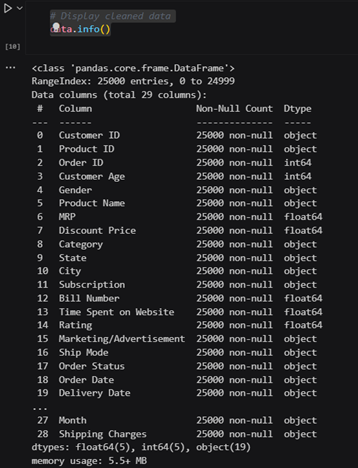 # Display cleaned data
data.info()
[10]
...
<class 'pandas.core.frame.DataFrame'>
RangeIndex: 25000 entries, 0 to 24999
Data columns (total 29 columns):
 #   Column                 Non-Null Count  Dtype
---  ------                 --------------  -----
 0   Customer ID            25000 non-null  object
 1   Product ID             25000 non-null  object
 2   Order ID               25000 non-null  int64
 3   Customer Age           25000 non-null  int64
 4   Gender                 25000 non-null  object
 5   Product Name           25000 non-null  object
 6   MRP                    25000 non-null  float64
 7   Discount Price         25000 non-null  float64
 8   Category               25000 non-null  object
 9   State                  25000 non-null  object
 10  City                   25000 non-null  object
 11  Subscription           25000 non-null  object
 12  Bill Number            25000 non-null  float64
 13  Time Spent on Website  25000 non-null  float64
 14  Rating                 25000 non-null  float64
 15  Marketing/Advertisement  25000 non-null  object
 16  Ship Mode              25000 non-null  object
 17  Order Status           25000 non-null  object
 18  Order Date             25000 non-null  object
 19  Delivery Date          25000 non-null  object
...
 27  Month                  25000 non-null  object
 28  Shipping Charges       25000 non-null  object
dtypes: float64(5), int64(5), object(19)
memory usage: 5.5+ MB